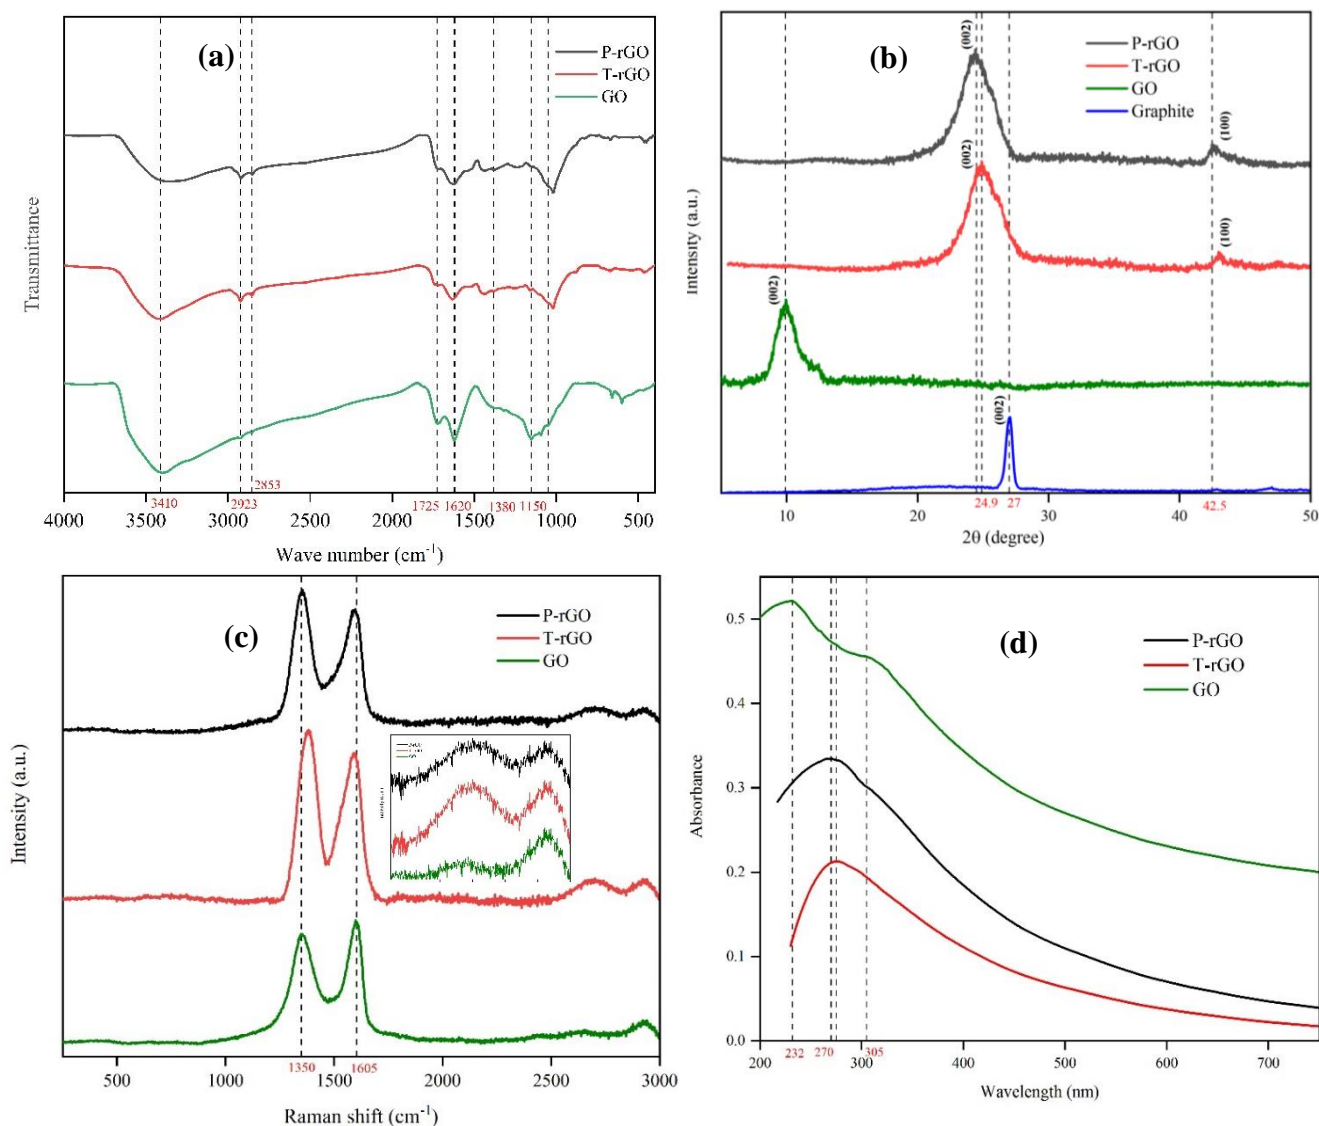 (a)
P-rGO
T-rGO
GO
Transmittance
3410
2923
2853
1725
1620
1380
1150
4000
3500
3000
2500
2000
1500
1000
500
Wave number (cm⁻¹)
(b)
P-rGO
T-rGO
GO
Graphite
(002)
(100)
(002)
(100)
(002)
(002)
Intensity (a.u.)
10
20
24.9
27
30
40
42.5
50
2θ (degree)
(c)
P-rGO
T-rGO
GO
Intensity (a.u.)
1350
1605
500
1000
1500
2000
2500
3000
Raman shift (cm⁻¹)
(d)
P-rGO
T-rGO
GO
Absorbance
0.5
0.4
0.3
0.2
0.1
0.0
232
270
305
200
300
400
500
600
700
Wavelength (nm)